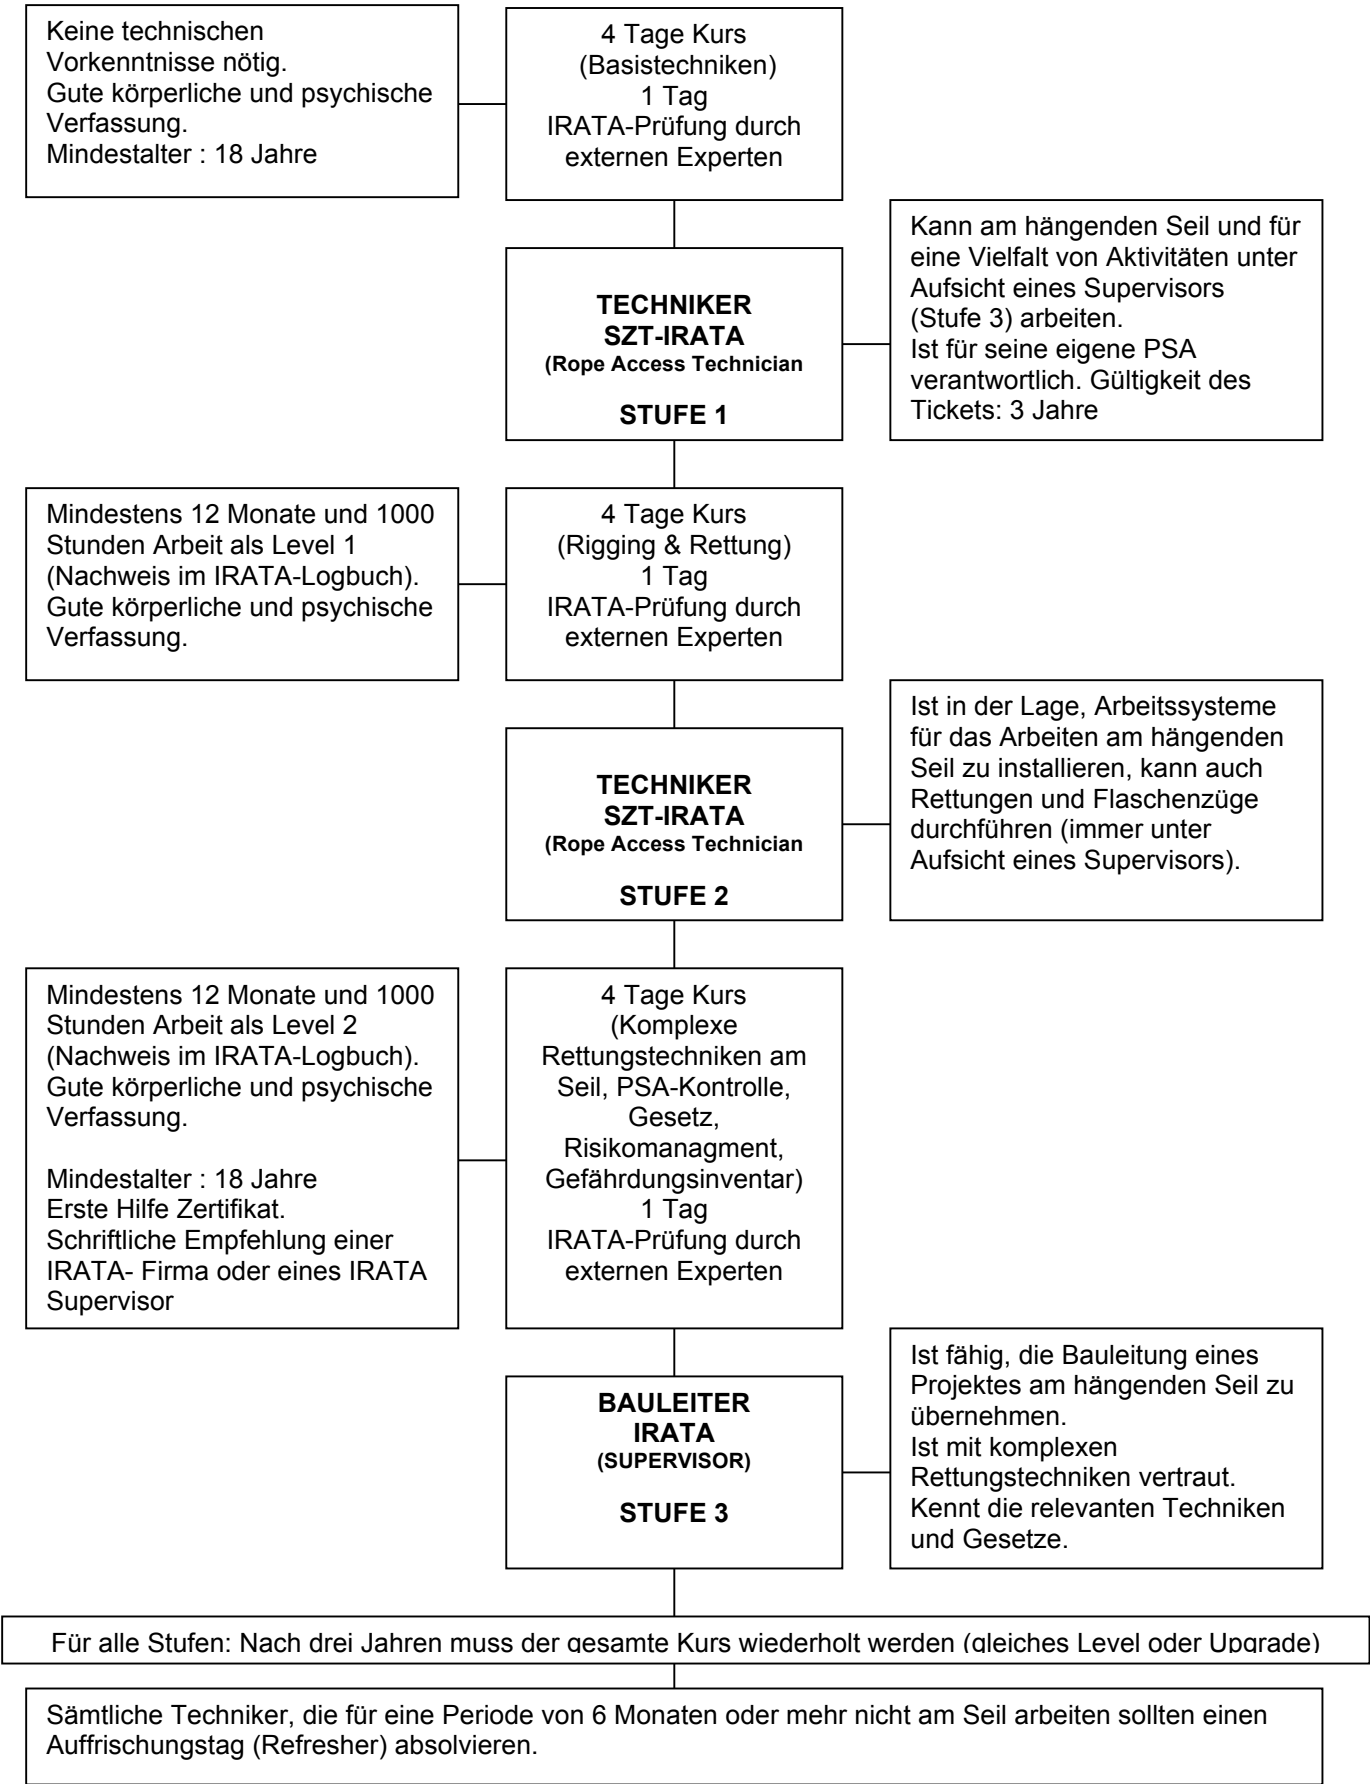 Keine technischen
Vorkenntnisse nötig.
Gute körperliche und psychische
Verfassung.
Mindestalter : 18 Jahre
4 Tage Kurs
(Basistechniken)
1 Tag
IRATA-Prüfung durch
externen Experten
TECHNIKER
SZT-IRATA
(Rope Access Technician
STUFE 1
Kann am hängenden Seil und für
eine Vielfalt von Aktivitäten unter
Aufsicht eines Supervisors
(Stufe 3) arbeiten.
Ist für seine eigene PSA
verantwortlich. Gültigkeit des
Tickets: 3 Jahre
Mindestens 12 Monate und 1000
Stunden Arbeit als Level 1
(Nachweis im IRATA-Logbuch).
Gute körperliche und psychische
Verfassung.
4 Tage Kurs
(Rigging & Rettung)
1 Tag
IRATA-Prüfung durch
externen Experten
TECHNIKER
SZT-IRATA
(Rope Access Technician
STUFE 2
Ist in der Lage, Arbeitssysteme
für das Arbeiten am hängenden
Seil zu installieren, kann auch
Rettungen und Flaschenzüge
durchführen (immer unter
Aufsicht eines Supervisors).
Mindestens 12 Monate und 1000
Stunden Arbeit als Level 2
(Nachweis im IRATA-Logbuch).
Gute körperliche und psychische
Verfassung.
Mindestalter : 18 Jahre
Erste Hilfe Zertifikat.
Schriftliche Empfehlung einer
IRATA- Firma oder eines IRATA
Supervisor
4 Tage Kurs
(Komplexe
Rettungstechniken am
Seil, PSA-Kontrolle,
Gesetz,
Risikomanagment,
Gefährdungsinventar)
1 Tag
IRATA-Prüfung durch
externen Experten
BAULEITER
IRATA
(SUPERVISOR)
STUFE 3
Ist fähig, die Bauleitung eines
Projektes am hängenden Seil zu
übernehmen.
Ist mit komplexen
Rettungstechniken vertraut.
Kennt die relevanten Techniken
und Gesetze.
Für alle Stufen: Nach drei Jahren muss der gesamte Kurs wiederholt werden (gleiches Level oder Upgrade)
Sämtliche Techniker, die für eine Periode von 6 Monaten oder mehr nicht am Seil arbeiten sollten einen
Auffrischungstag (Refresher) absolvieren.